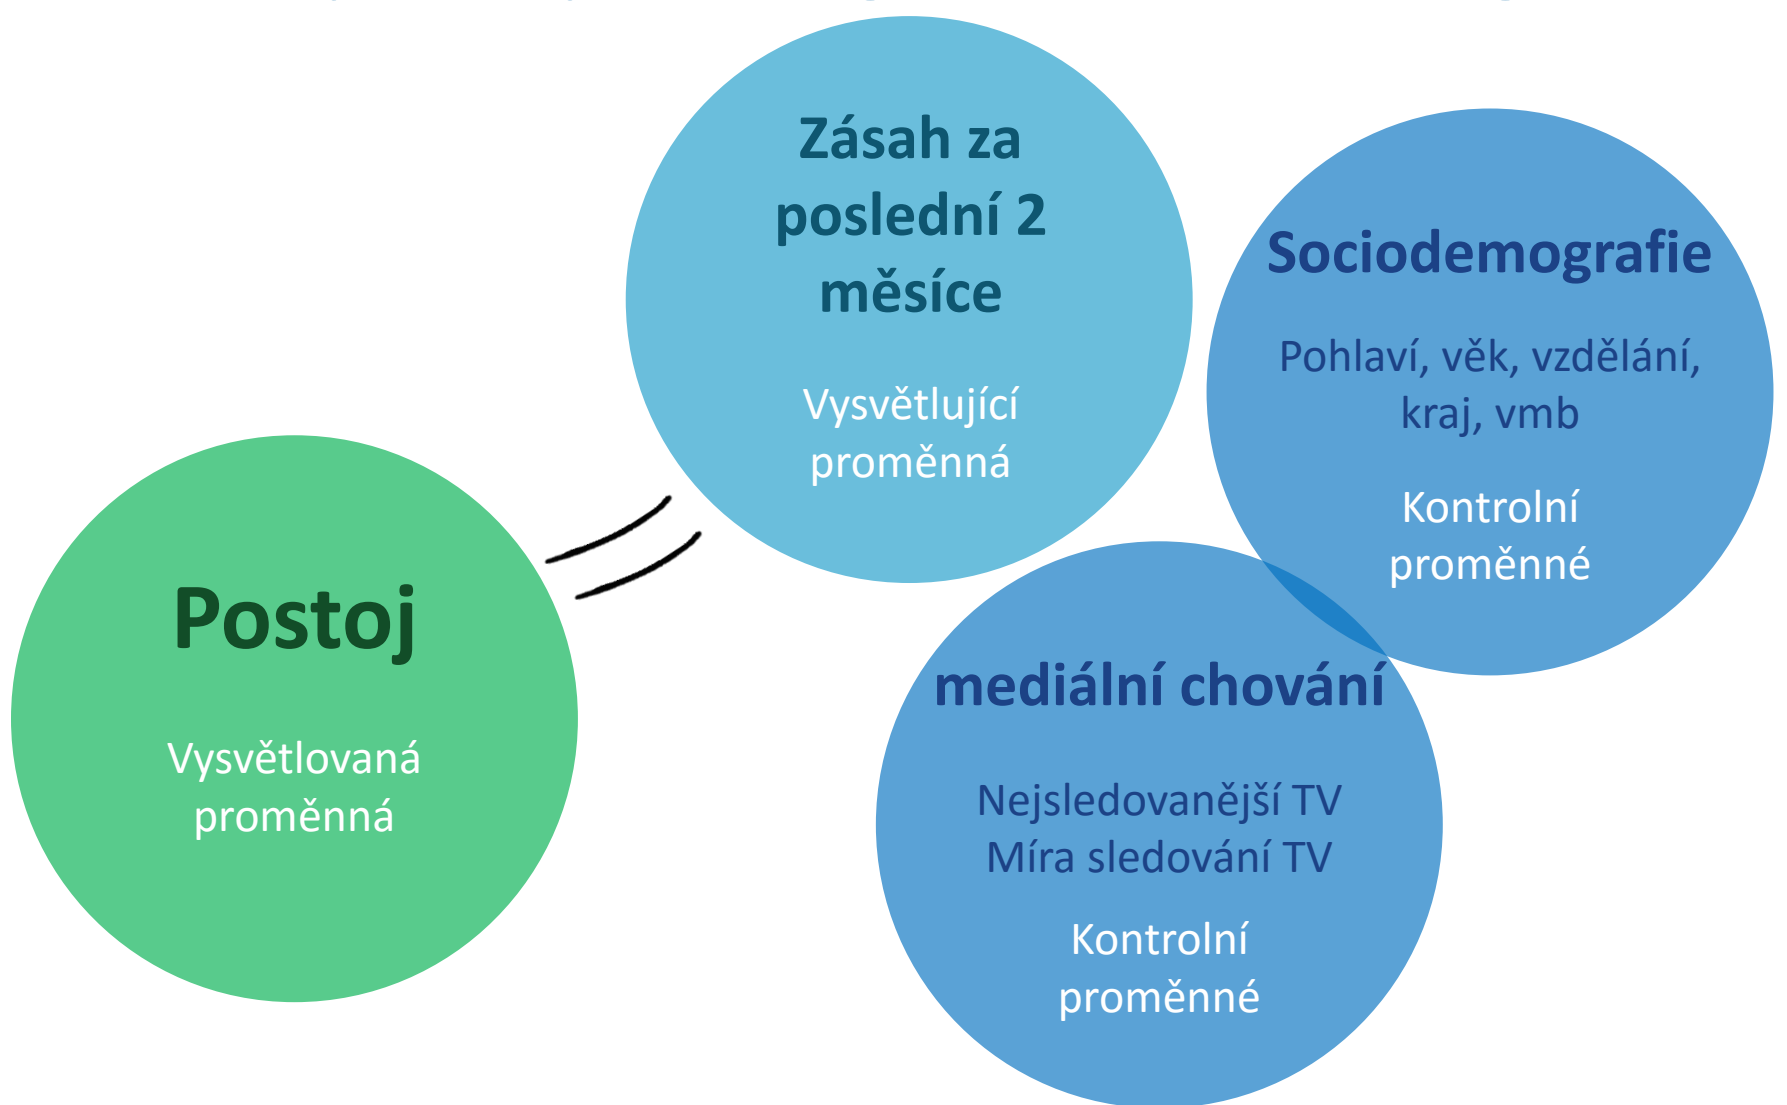 Zásah za
poslední 2
měsíce
Vysvětlující
proměnná
Sociodemografie
Pohlaví, věk, vzdělání,
kraj, vmb
Kontrolní
proměnné
Postoj
Vysvětlovaná
proměnná
mediální chování
Nejsledovanější TV
Míra sledování TV
Kontrolní
proměnné